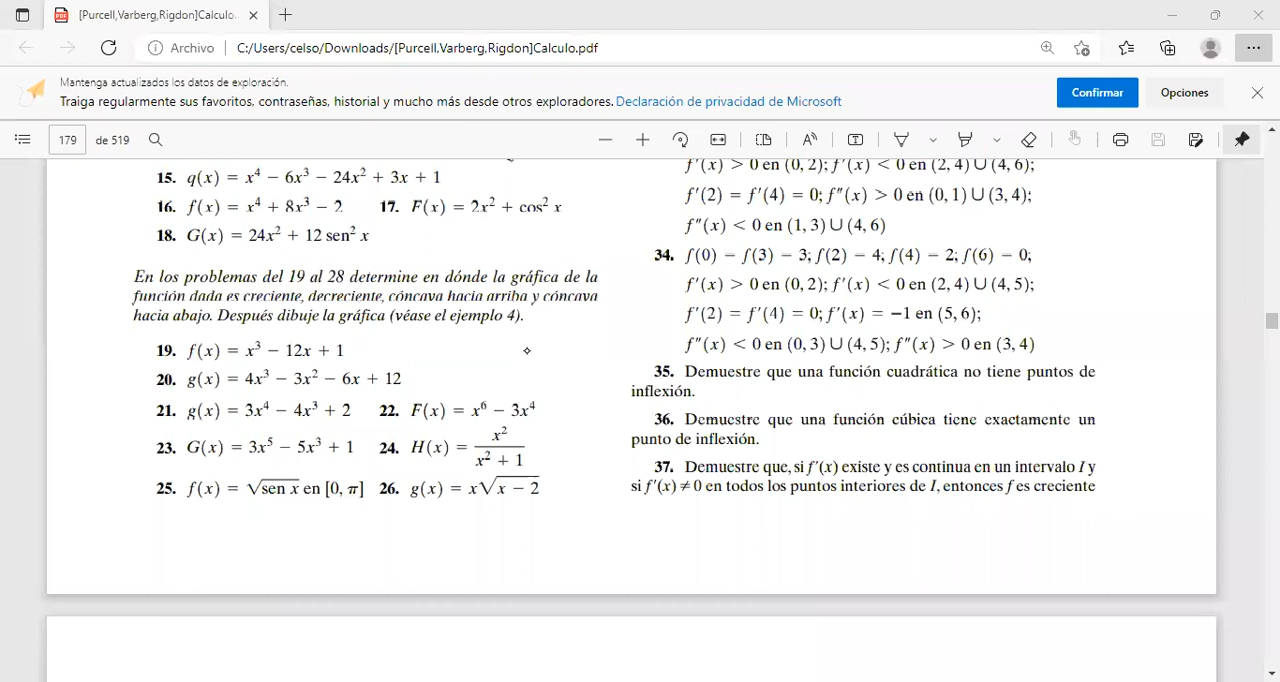 [Purcell,Varberg,Rigdon]Calculo.
Archivo C:/Users/celso/Downloads/[Purcell,Varberg,Rigdon]Calculo.pdf
Mantenga actualizados los datos de exploración.
Traiga regularmente sus favoritos, contraseñas, historial y mucho más desde otros exploradores. Declaración de privacidad de Microsoft
Confirmar Opciones
179 de 519
15. q(x) = x⁴ − 6x³ − 24x² + 3x + 1
16. f(x) = x⁴ + 8x³ − 2 17. F(x) = 2x² + cos² x
18. G(x) = 24x² + 12 sen² x
En los problemas del 19 al 28 determine en dónde la gráfica de la
función dada es creciente, decreciente, cóncava hacia arriba y cóncava
hacia abajo. Después dibuje la gráfica (véase el ejemplo 4).
19. f(x) = x³ − 12x + 1
20. g(x) = 4x³ − 3x² − 6x + 12
21. g(x) = 3x⁴ − 4x³ + 2 22. F(x) = x⁶ − 3x⁴
23. G(x) = 3x⁵ − 5x³ + 1 24. H(x) = x² / x² + 1
25. f(x) = √sen x en [0, π] 26. g(x) = x√x − 2
f′(x) > 0 en (0, 2); f′(x) < 0 en (2, 4) ∪ (4, 6);
f′(2) = f′(4) = 0; f″(x) > 0 en (0, 1) ∪ (3, 4);
f″(x) < 0 en (1, 3) ∪ (4, 6)
34. f(0) − f(3) − 3; f(2) − 4; f(4) − 2; f(6) − 0;
f′(x) > 0 en (0, 2); f′(x) < 0 en (2, 4) ∪ (4, 5);
f′(2) = f′(4) = 0; f′(x) = −1 en (5, 6);
f″(x) < 0 en (0, 3) ∪ (4, 5); f″(x) > 0 en (3, 4)
35. Demuestre que una función cuadrática no tiene puntos de
inflexión.
36. Demuestre que una función cúbica tiene exactamente un
punto de inflexión.
37. Demuestre que, si f′(x) existe y es continua en un intervalo I y
si f′(x) ≠ 0 en todos los puntos interiores de I, entonces f es creciente